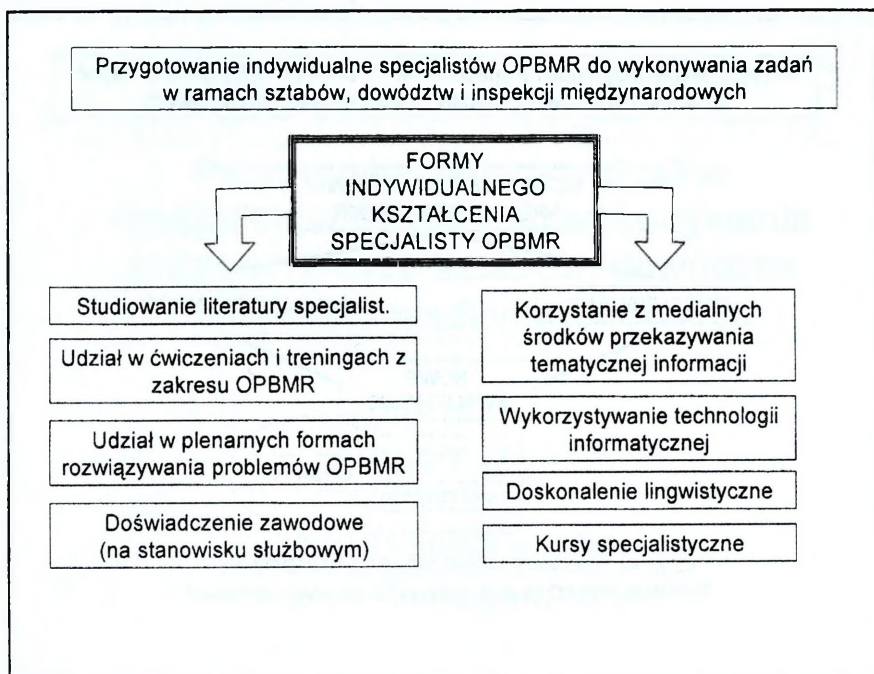 Przygotowanie indywidualne specjalistów OPBMR do wykonywania zadań
w ramach sztabów, dowództw i inspekcji międzynarodowych
FORMY
INDYWIDUALNEGO
KSZTAŁCENIA
SPECJALISTY OPBMR
Studiowanie literatury specjalist.
Udział w ćwiczeniach i treningach z
zakresu OPBMR
Udział w plenarnych formach
rozwiązywania problemów OPBMR
Doświadczenie zawodowe
(na stanowisku służbowym)
Korzystanie z medialnych
środków przekazywania
tematycznej informacji
Wykorzystywanie technologii
informatycznej
Doskonalenie lingwistyczne
Kursy specjalistyczne